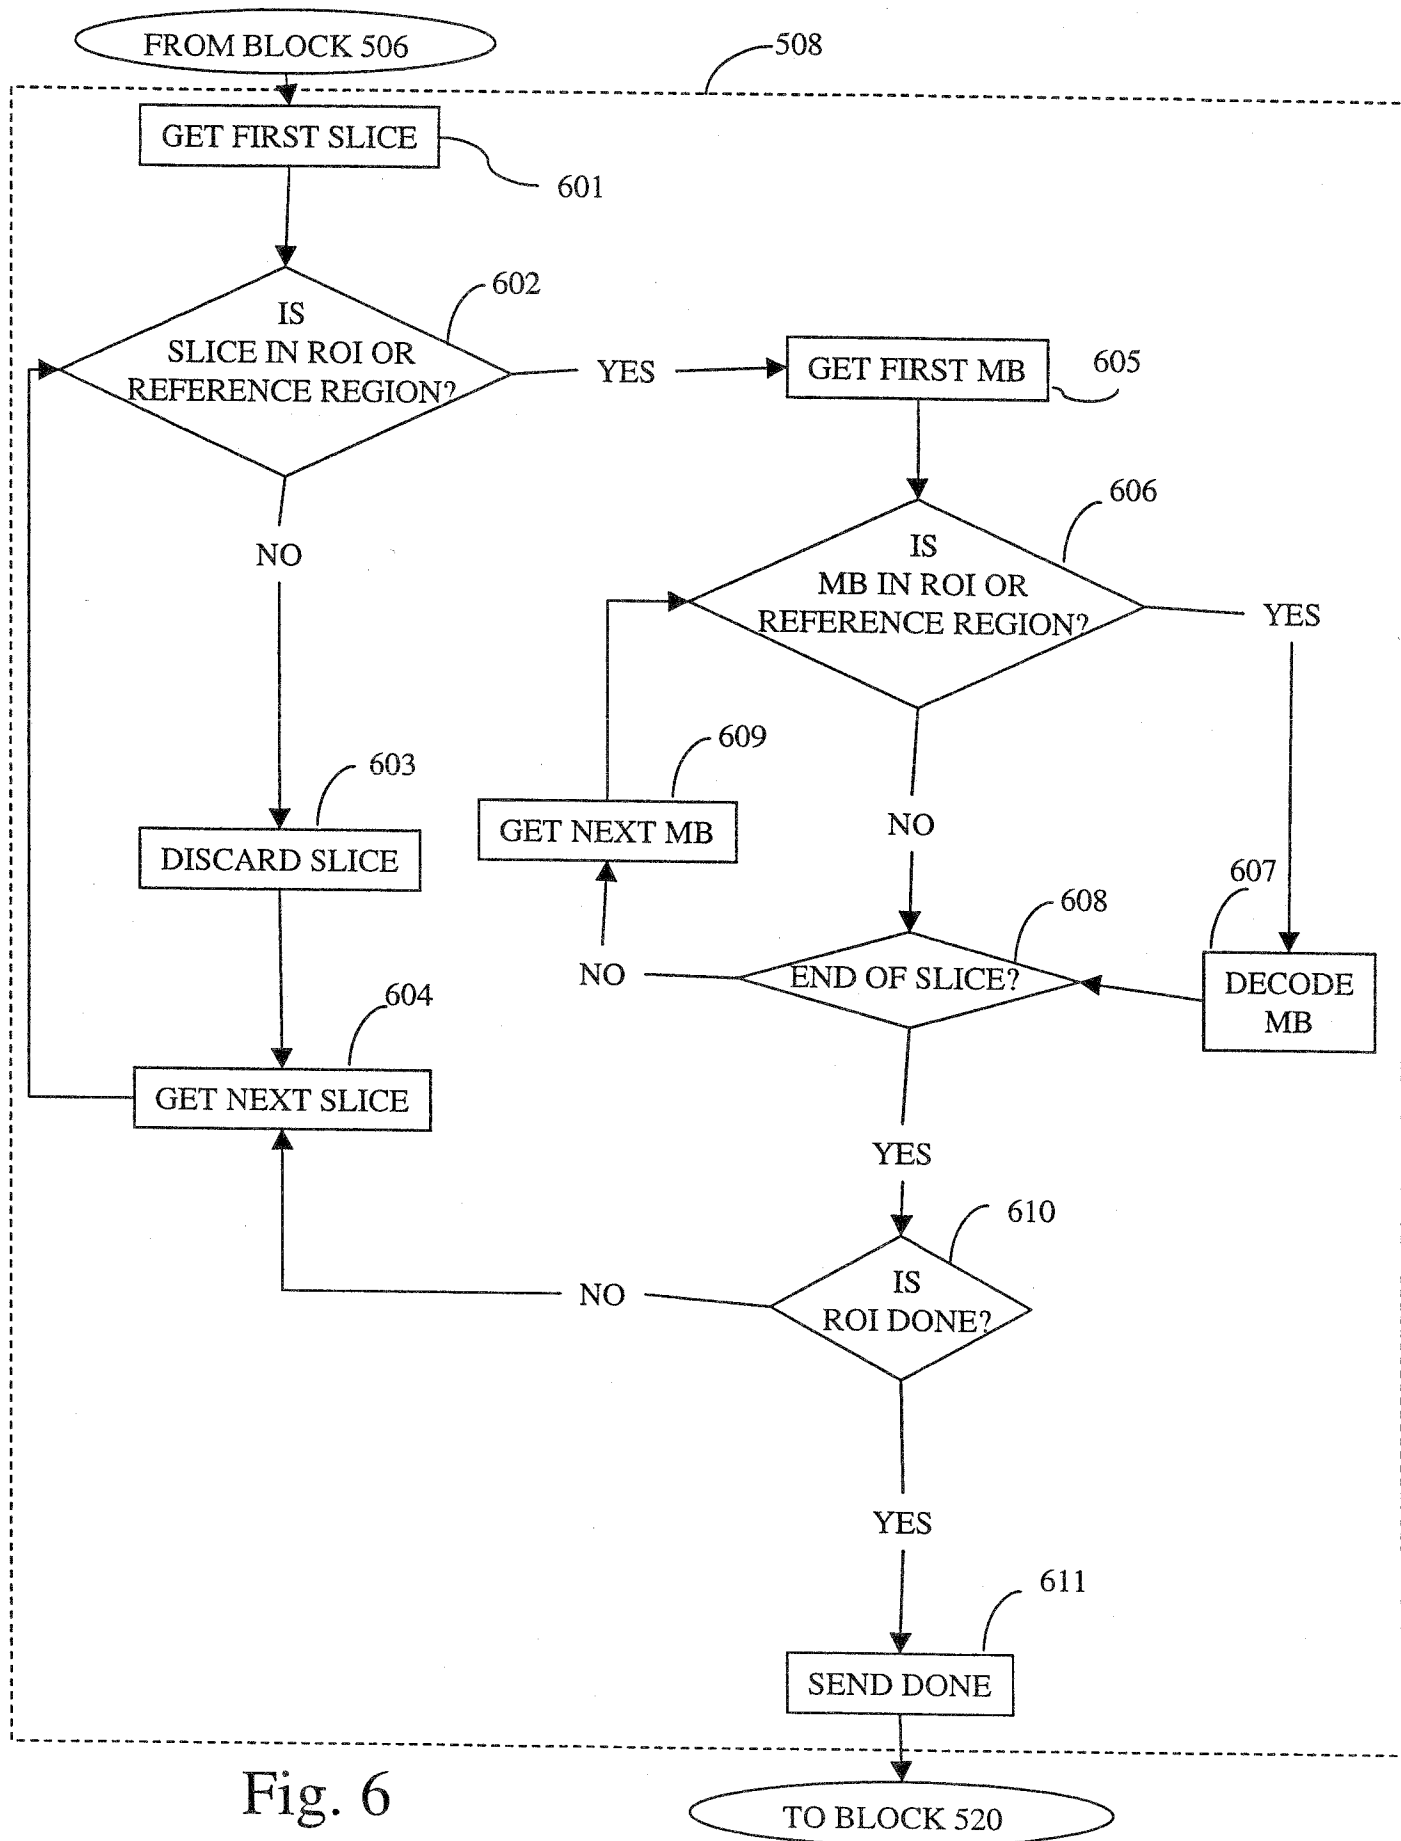 FROM BLOCK 506
508
GET FIRST SLICE
601
602
IS
SLICE IN ROI OR
REFERENCE REGION?
YES
GET FIRST MB
605
606
IS
MB IN ROI OR
REFERENCE REGION?
YES
NO
609
603
GET NEXT MB
NO
DISCARD SLICE
607
608
NO
END OF SLICE?
DECODE
MB
604
GET NEXT SLICE
YES
610
NO
IS
ROI DONE?
YES
611
SEND DONE
Fig. 6
TO BLOCK 520